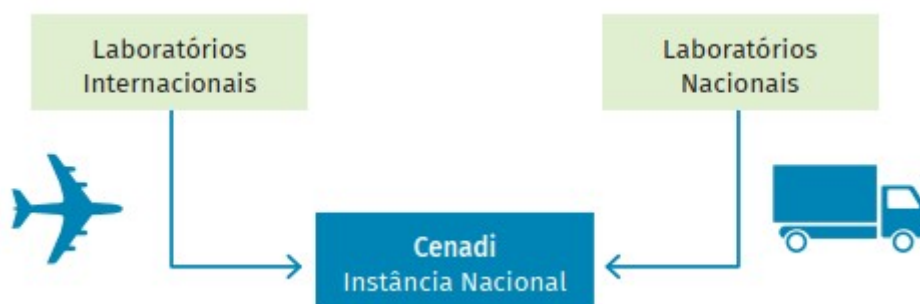 Laboratórios
Internacionais
Laboratórios
Nacionais
Cenadi
Instância Nacional